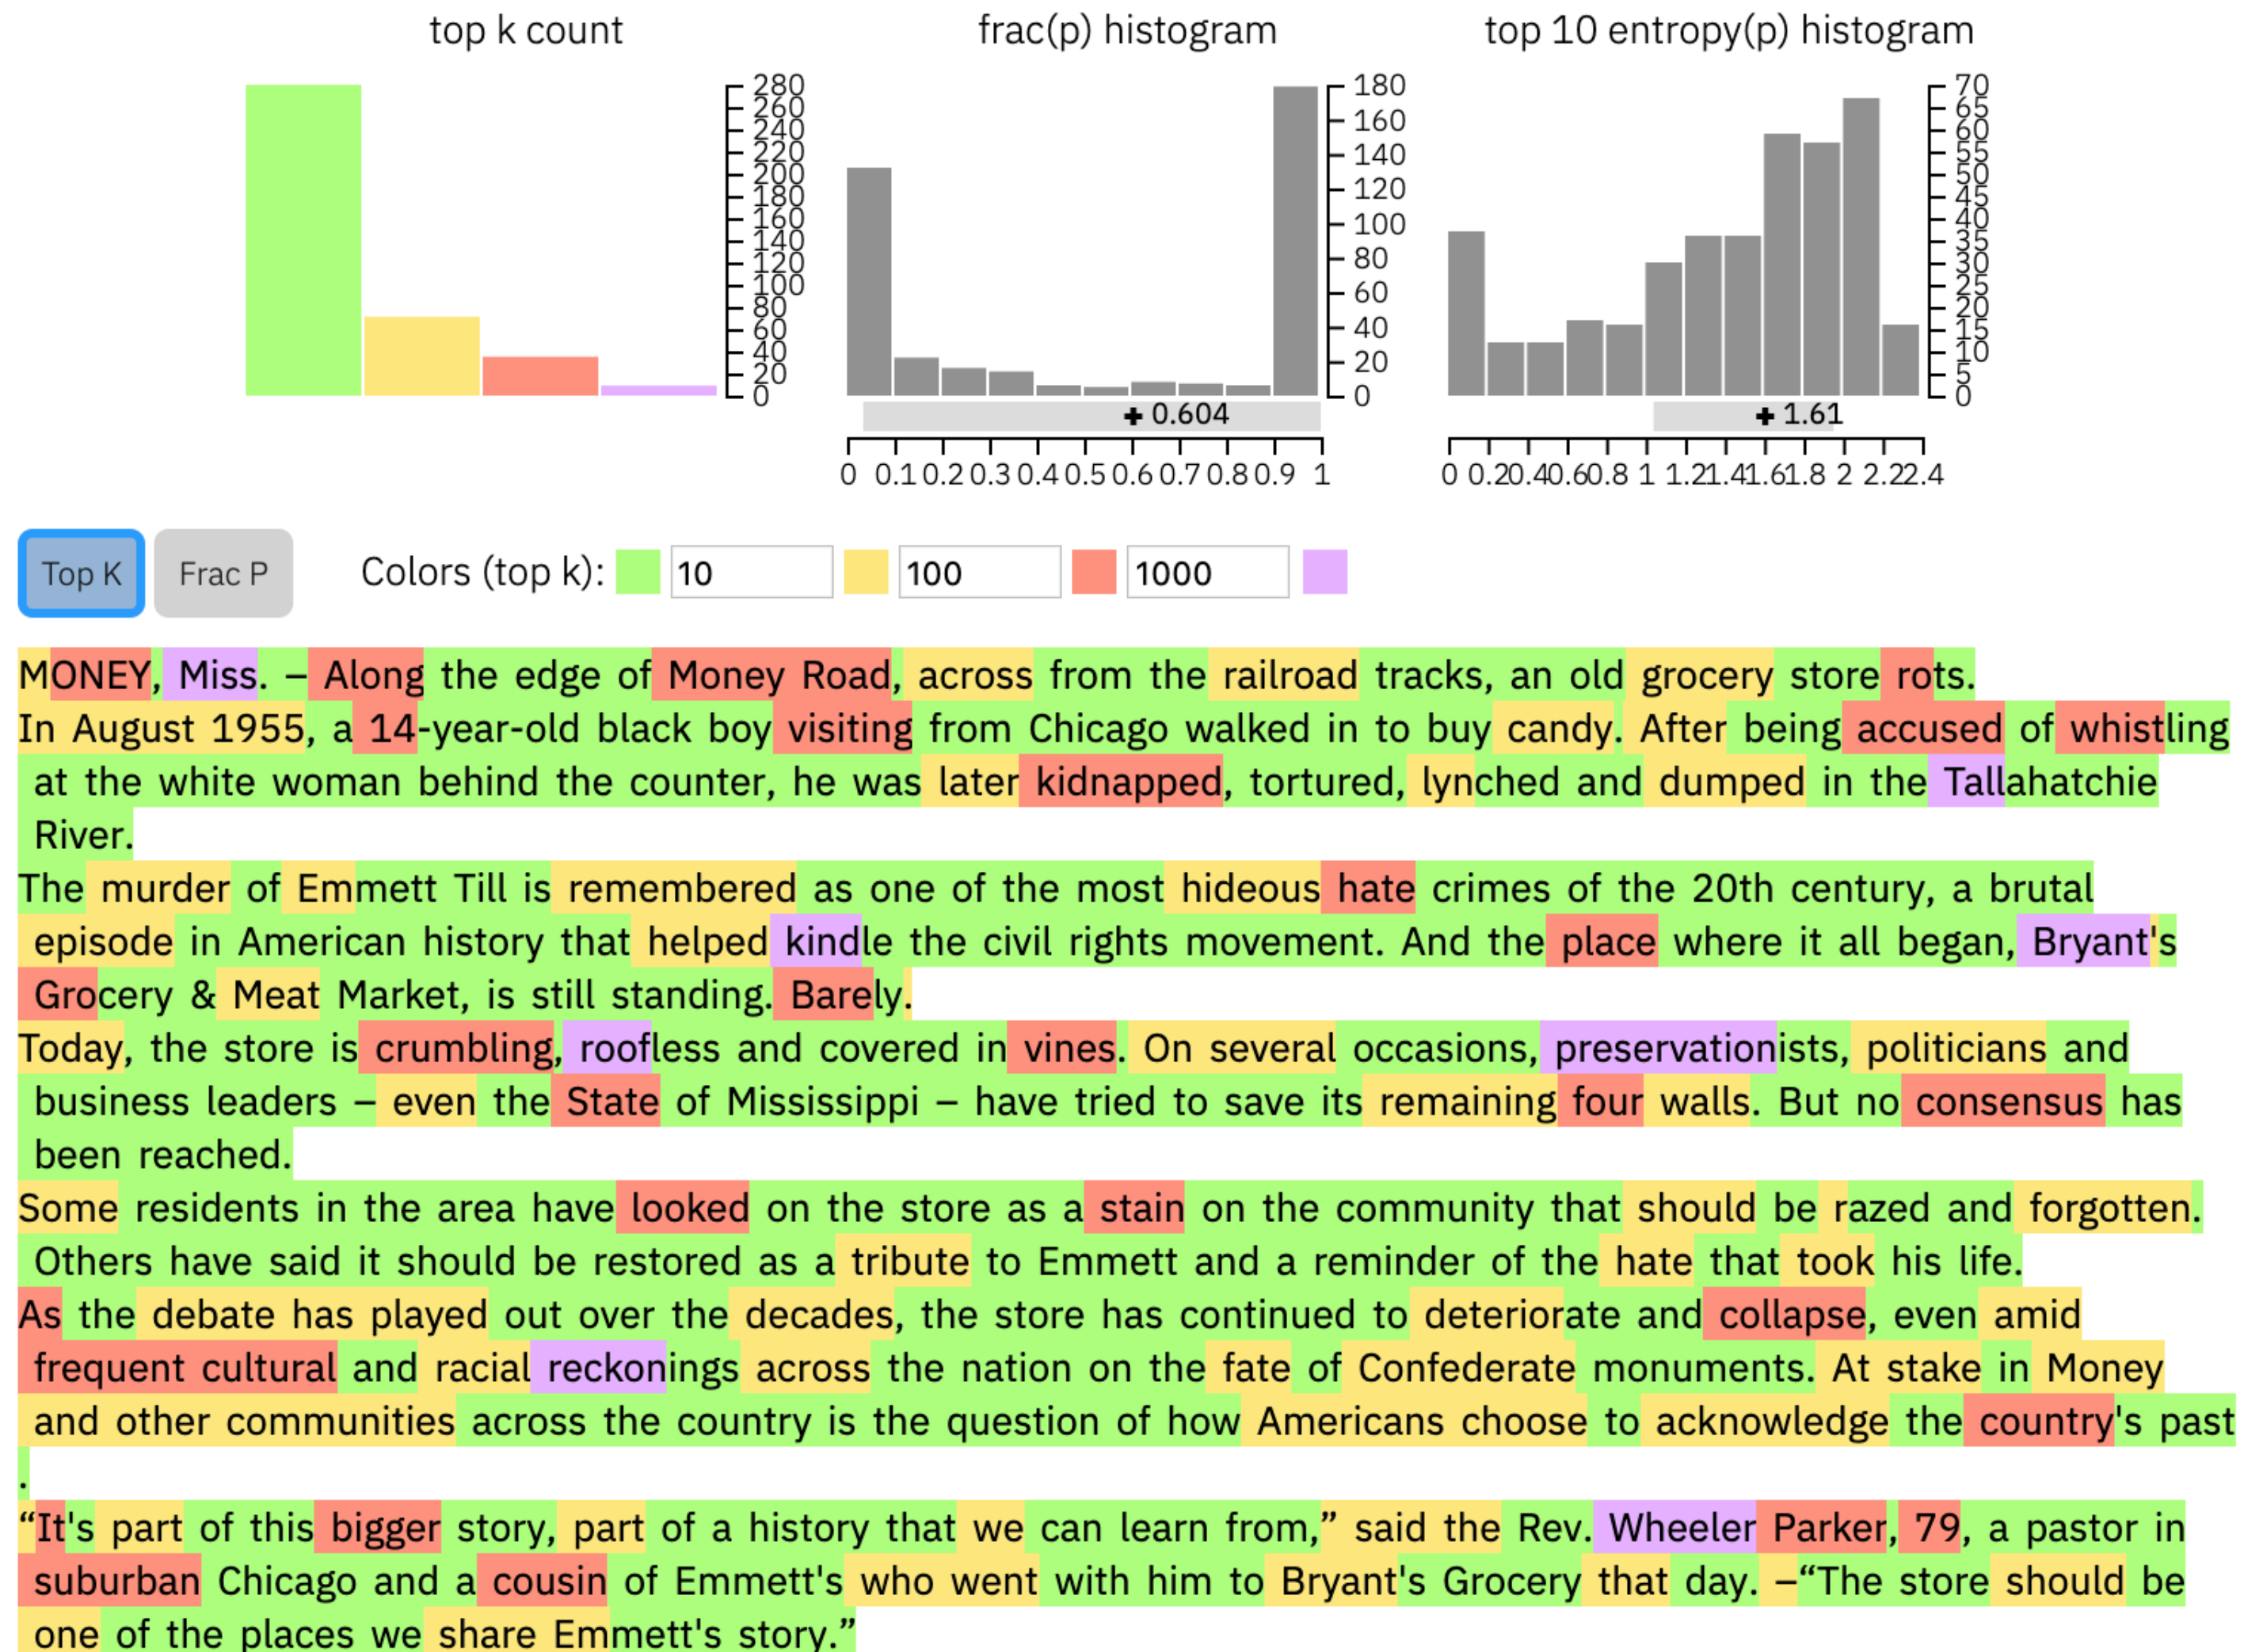 top k count
frac(p) histogram
top 10 entropy(p) histogram
280
260
240
220
200
180
160
140
120
100
80
60
40
20
0
180
160
140
120
100
80
60
40
20
0
70
65
60
55
50
45
40
35
30
25
20
15
10
5
0
+ 0.604
+ 1.61
0 0.1 0.2 0.3 0.4 0.5 0.6 0.7 0.8 0.9 1
0 0.2 0.4 0.6 0.8 1 1.2 1.4 1.6 1.8 2 2.2 2.4
Top K Frac P Colors (top k): 10 100 1000
MONEY, Miss. – Along the edge of Money Road, across from the railroad tracks, an old grocery store rots.
In August 1955, a 14-year-old black boy visiting from Chicago walked in to buy candy. After being accused of whistling
at the white woman behind the counter, he was later kidnapped, tortured, lynched and dumped in the Tallahatchie
River.
The murder of Emmett Till is remembered as one of the most hideous hate crimes of the 20th century, a brutal
episode in American history that helped kindle the civil rights movement. And the place where it all began, Bryant's
Grocery & Meat Market, is still standing. Barely.
Today, the store is crumbling, roofless and covered in vines. On several occasions, preservationists, politicians and
business leaders – even the State of Mississippi – have tried to save its remaining four walls. But no consensus has
been reached.
Some residents in the area have looked on the store as a stain on the community that should be razed and forgotten.
Others have said it should be restored as a tribute to Emmett and a reminder of the hate that took his life.
As the debate has played out over the decades, the store has continued to deteriorate and collapse, even amid
frequent cultural and racial reckonings across the nation on the fate of Confederate monuments. At stake in Money
and other communities across the country is the question of how Americans choose to acknowledge the country's past
.
“It's part of this bigger story, part of a history that we can learn from,” said the Rev. Wheeler Parker, 79, a pastor in
suburban Chicago and a cousin of Emmett's who went with him to Bryant's Grocery that day. –“The store should be
one of the places we share Emmett's story.”